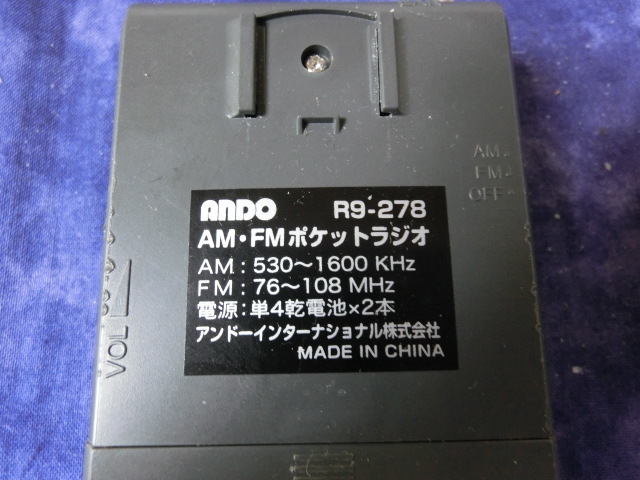 AM
FM
OFF
ANDO R9-278
AM・FMポケットラジオ
AM : 530〜1600 KHz
FM : 76〜108 MHz
電源:単4乾電池×2本
アンドーインターナショナル株式会社
MADE IN CHINA
VOL